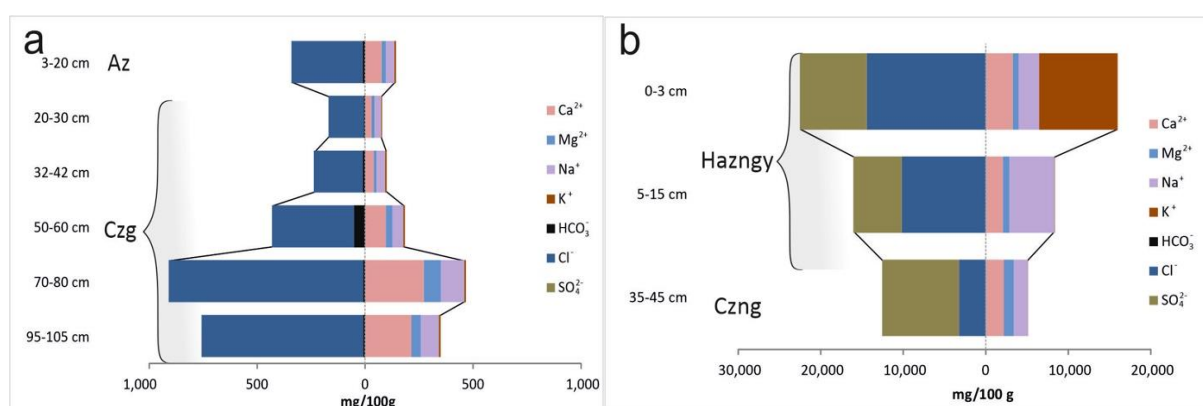 a
3-20 cm Az
20-30 cm
32-42 cm
50-60 cm
Czg
70-80 cm
95-105 cm
Ca²⁺
Mg²⁺
Na⁺
K⁺
HCO₃⁻
Cl⁻
SO₄²⁻
1,000 500 0 500 1,000
mg/100g
b
0-3 cm
Hazngy
5-15 cm
35-45 cm
Czng
Ca²⁺
Mg²⁺
Na⁺
K⁺
HCO₃⁻
Cl⁻
SO₄²⁻
30,000 20,000 10,000 0 10,000 20,000
mg/100 g